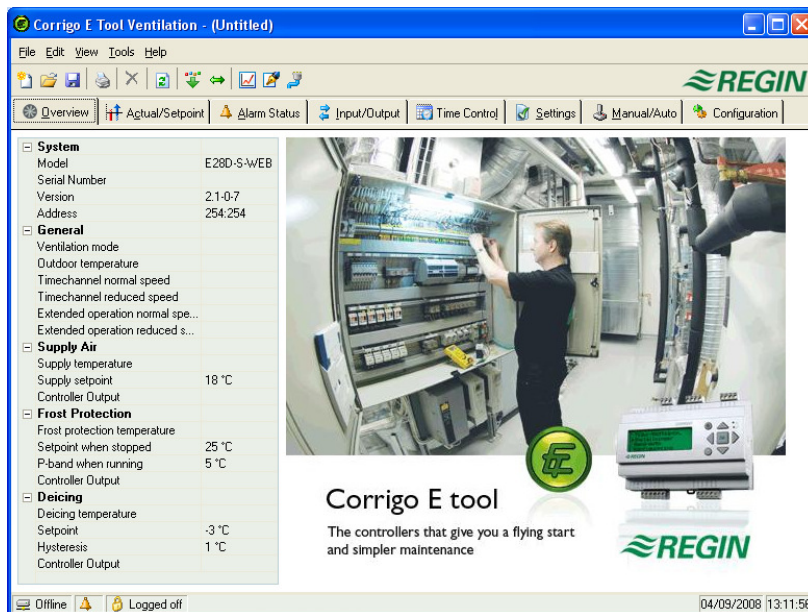 Corrigo E Tool Ventilation - (Untitled)
File Edit View Tools Help
REGIN
Overview Actual/Setpoint Alarm Status Input/Output Time Control Settings Manual/Auto Configuration
System
Model E28D-S-WEB
Serial Number
Version 2.1-0-7
Address 254:254
General
Ventilation mode
Outdoor temperature
Timechannel normal speed
Timechannel reduced speed
Extended operation normal spe...
Extended operation reduced s...
Supply Air
Supply temperature
Supply setpoint 18 °C
Controller Output
Frost Protection
Frost protection temperature
Setpoint when stopped 25 °C
P-band when running 5 °C
Controller Output
Deicing
Deicing temperature
Setpoint -3 °C
Hysteresis 1 °C
Controller Output
Corrigo E tool
The controllers that give you a flying start
and simpler maintenance
REGIN
REGIN
Offline Logged off 04/09/2008 13:11:56